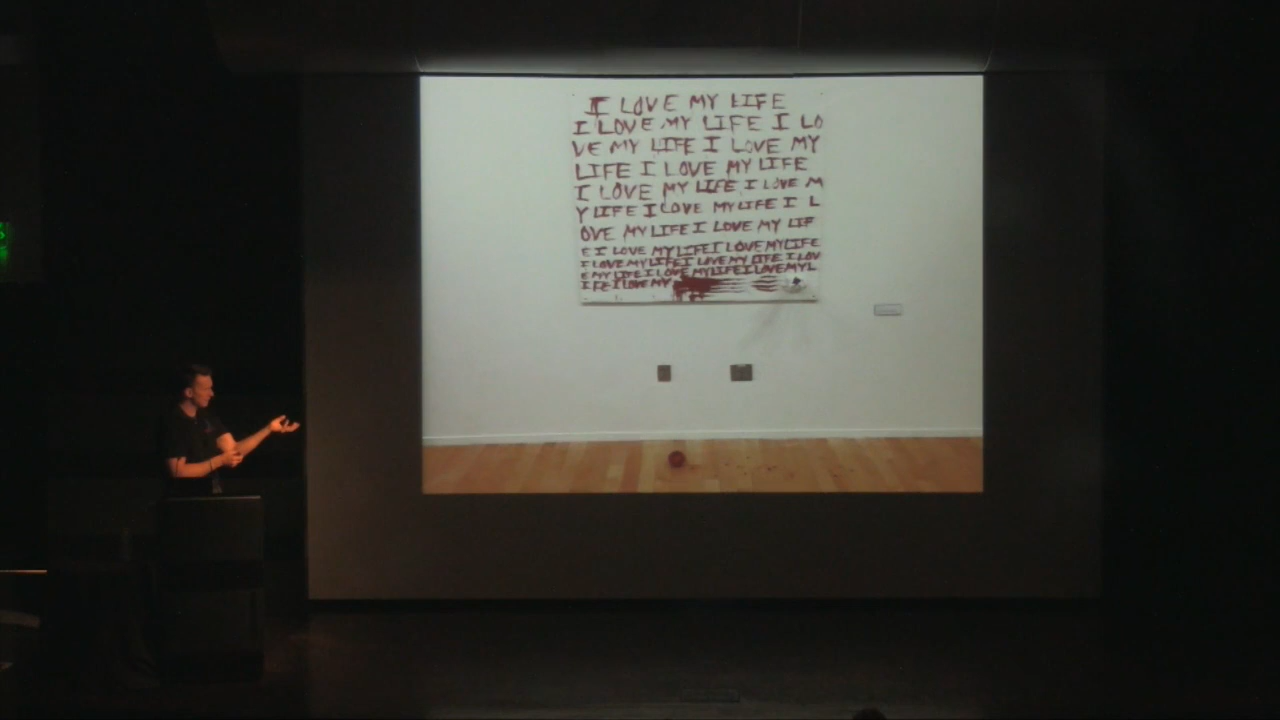 I LOVE MY LIFE
I LOVE MY LIFE I LO
VE MY LIFE I LOVE MY
LIFE I LOVE MY LIFE
I LOVE MY LIFE I LOVE M
Y LIFE I LOVE MY LIFE I L
OVE MY LIFE I LOVE MY LIF
E I LOVE MY LIFE I LOVE MY LIFE
I LOVE MY LIFE I LOVE MY LIFE I LOV
E MY LIFE I LOVE MY LIFE I LOVE MY L
IFE I LOVE MY